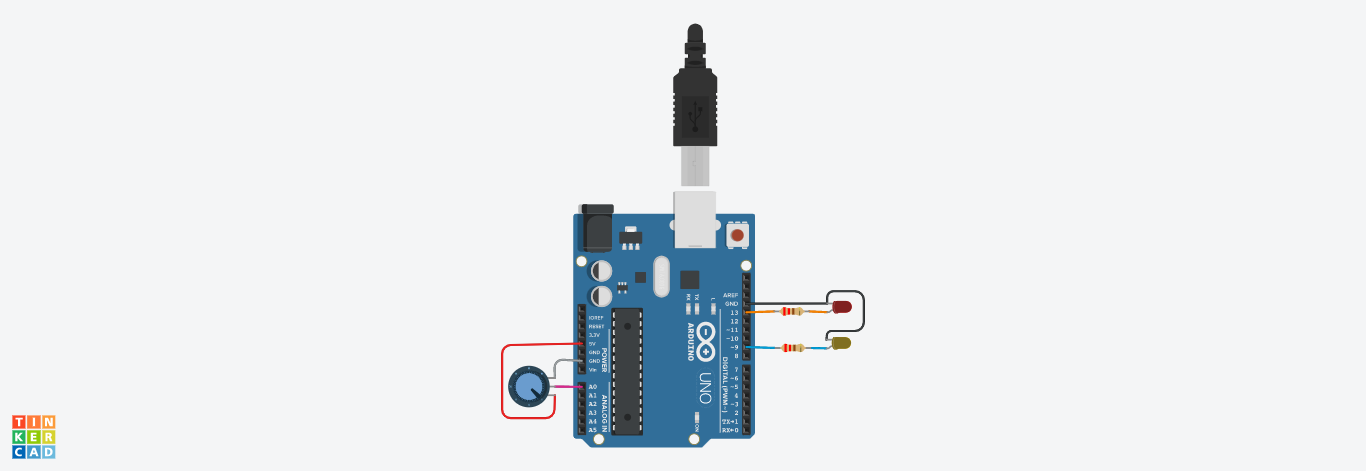 AREF
GND
13
12
~11
~10
~9
8
7
~6
~5
4
~3
2
TX→1
RX←0
DIGITAL (PWM~)
L
TX
RX
ARDUINO
UNO
ON
IOREF
RESET
3.3V
5V
GND
GND
Vin
POWER
A0
A1
A2
A3
A4
A5
ANALOG IN
TIN
KER
CAD